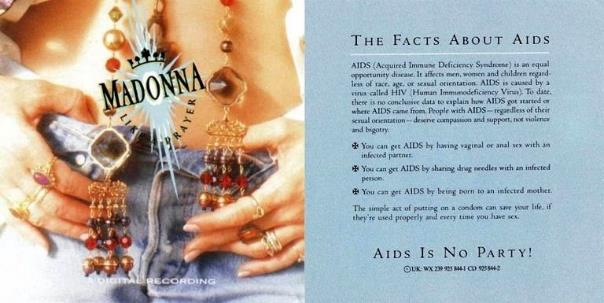 MADONNA
LIKE A PRAYER
A DIGITAL RECORDING
THE FACTS ABOUT AIDS
AIDS (Acquired Immune Deficiency Syndrome) is an equal
opportunity disease. It affects men, women and children regard-
less of race, age, or sexual orientation. AIDS is caused by a
virus called HIV (Human Immunodeficiency Virus). To date,
there is no conclusive data to explain how AIDS got started or
where AIDS came from. People with AIDS—regardless of their
sexual orientation—deserve compassion and support, not violence
and bigotry.
✠ You can get AIDS by having vaginal or anal sex with an
infected partner.
✠ You can get AIDS by sharing drug needles with an infected
person.
✠ You can get AIDS by being born to an infected mother.
The simple act of putting on a condom can save your life, if
they're used properly and every time you have sex.
AIDS IS NO PARTY!
UK: WX 239 925 844-1 CD 925 844-2